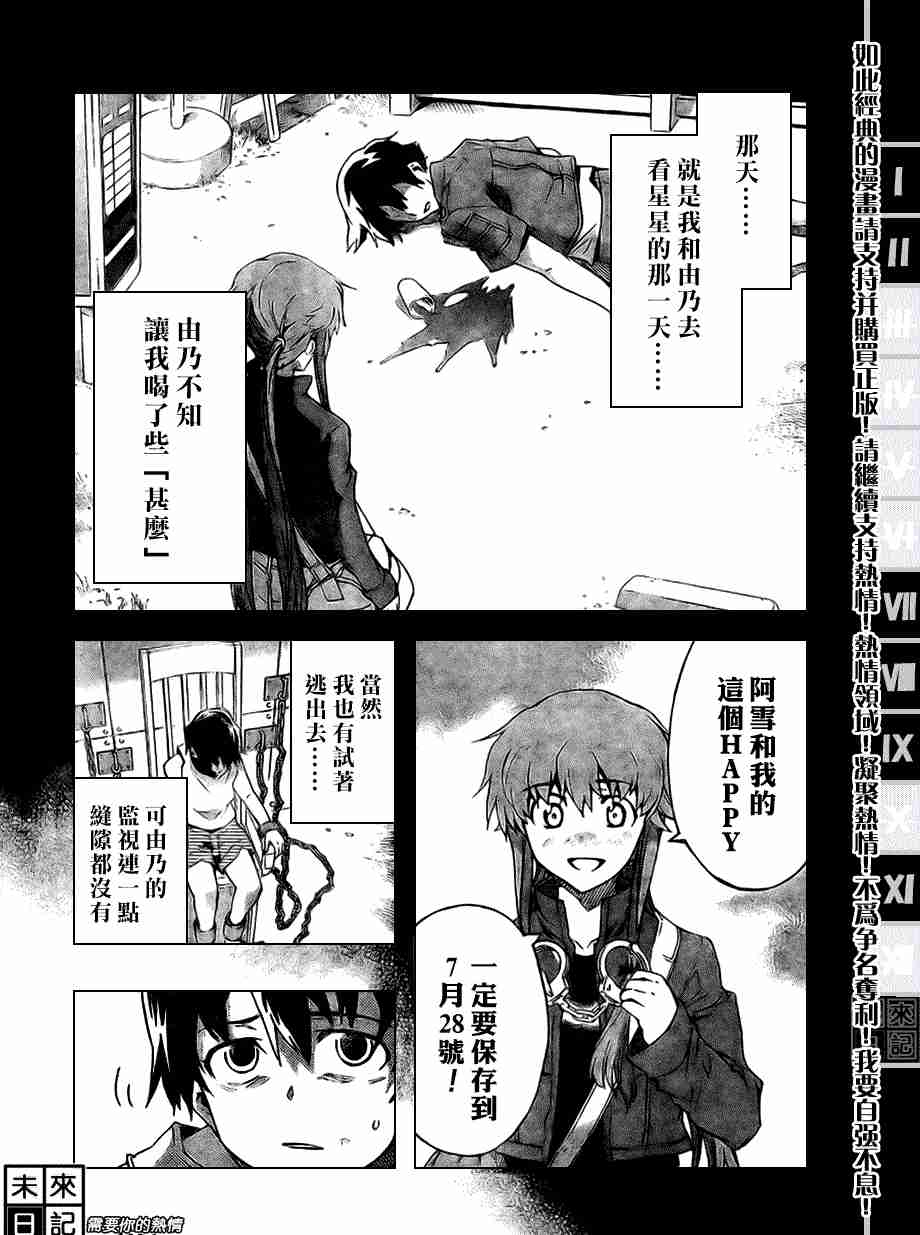 那天……
就是我和由乃去
看星星的那一天……
由乃不知
讓我喝了些「甚麼」
阿雪和我的
這個HAPPY
一定要保存到
7月28號！
當然
我也有試著
逃出去……
可由乃的
監視連一點
縫隙都沒有
如此經典的漫畫請支持并購買正版！請繼續支持熱情！熱情領域！凝聚熱情！不爲争名奪利！我要自强不息！
I
II
III
IV
V
VI
VII
VIII
IX
X
XI
XII
來
記
未來
日記
需要你的熱情